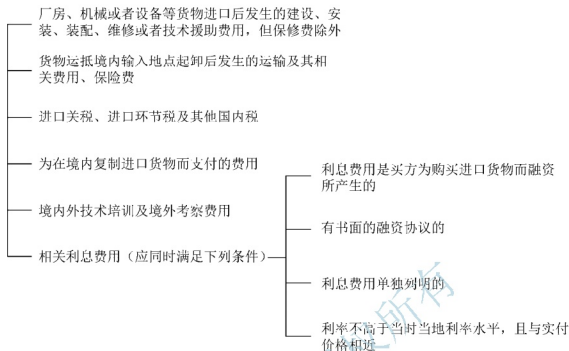 厂房、机械或者设备等货物进口后发生的建设、安
装、装配、维修或者技术援助费用，但保修费除外
货物运抵境内输入地点起卸后发生的运输及其相
关费用、保险费
进口关税、进口环节税及其他国内税
为在境内复制进口货物而支付的费用
境内外技术培训及境外考察费用
相关利息费用（应同时满足下列条件）
利息费用是买方为购买进口货物而融资
所产生的
有书面的融资协议的
利息费用单独列明的
利率不高于当时当地利率水平，且与实付
价格相近
所有